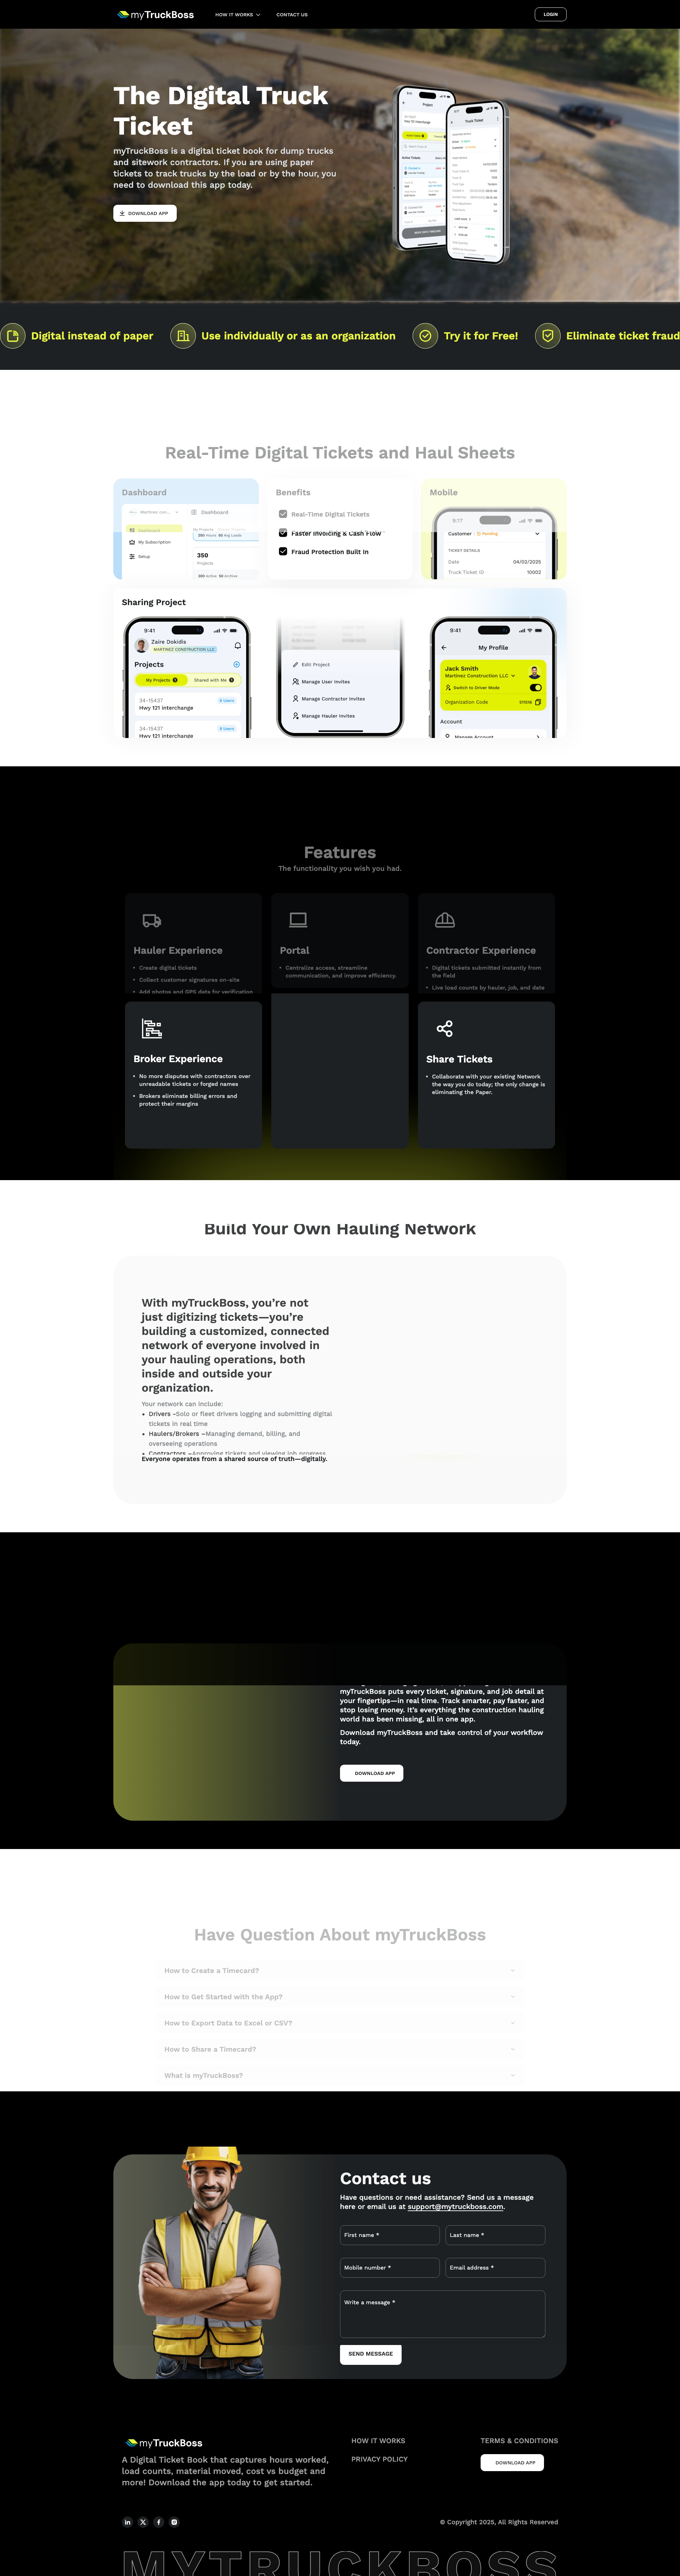 myTruckBoss
HOW IT WORKS
CONTACT US
LOGIN
The Digital Truck
Ticket
myTruckBoss is a digital ticket book for dump trucks
and sitework contractors. If you are using paper
tickets to track trucks by the load or by the hour, you
need to download this app today.
DOWNLOAD APP
Digital instead of paper
Use individually or as an organization
Try it for Free!
Eliminate ticket fraud
Real-Time Digital Tickets and Haul Sheets
Dashboard
Dashboard
My Subscription
Setup
Dashboard
350
Projects
Benefits
Real-Time Digital Tickets
Faster Invoicing & Cash Flow
Fraud Protection Built In
Mobile
9:17
Customer
Pending
TICKET DETAILS
Date 04/02/2025
Truck Ticket ID 10002
Sharing Project
9:41
Zaire Dokidis
MARTINEZ CONSTRUCTION LLC
Projects
My Projects
Shared with Me
34-15437
8 Users
Hwy 121 interchange
34-15437
8 Users
Hwy 121 interchange
Edit Project
Manage User Invites
Manage Contractor Invites
Manage Hauler Invites
9:41
My Profile
Jack Smith
Martinez Construction LLC
Switch to Driver Mode
Organization Code
Account
Manage Account
Features
The functionality you wish you had.
Hauler Experience
• Create digital tickets
• Collect customer signatures on-site
• Add photos and GPS data for verification
Portal
• Centralize access, streamline
communication, and improve efficiency.
Contractor Experience
• Digital tickets submitted instantly from
the field
• Live load counts by hauler, job, and date
Broker Experience
• No more disputes with contractors over
unreadable tickets or forged names
• Brokers eliminate billing errors and
protect their margins
Share Tickets
• Collaborate with your existing Network
the way you do today; the only change is
eliminating the Paper.
Build Your Own Hauling Network
With myTruckBoss, you’re not
just digitizing tickets—you’re
building a customized, connected
network of everyone involved in
your hauling operations, both
inside and outside your
organization.
Your network can include:
• Drivers –Solo or fleet drivers logging and submitting digital
tickets in real time
• Haulers/Brokers –Managing demand, billing, and
overseeing operations
• Contractors –Approving tickets and viewing job progress
Everyone operates from a shared source of truth—digitally.
myTruckBoss puts every ticket, signature, and job detail at
your fingertips—in real time. Track smarter, pay faster, and
stop losing money. It’s everything the construction hauling
world has been missing, all in one app.
Download myTruckBoss and take control of your workflow
today.
DOWNLOAD APP
Have Question About myTruckBoss
How to Create a Timecard?
How to Get Started with the App?
How to Export Data to Excel or CSV?
How to Share a Timecard?
What is myTruckBoss?
Contact us
Have questions or need assistance? Send us a message
here or email us at support@mytruckboss.com.
First name *
Last name *
Mobile number *
Email address *
Write a message *
SEND MESSAGE
myTruckBoss
A Digital Ticket Book that captures hours worked,
load counts, material moved, cost vs budget and
more! Download the app today to get started.
HOW IT WORKS
PRIVACY POLICY
TERMS & CONDITIONS
DOWNLOAD APP
© Copyright 2025, All Rights Reserved
MYTRUCKBOSS